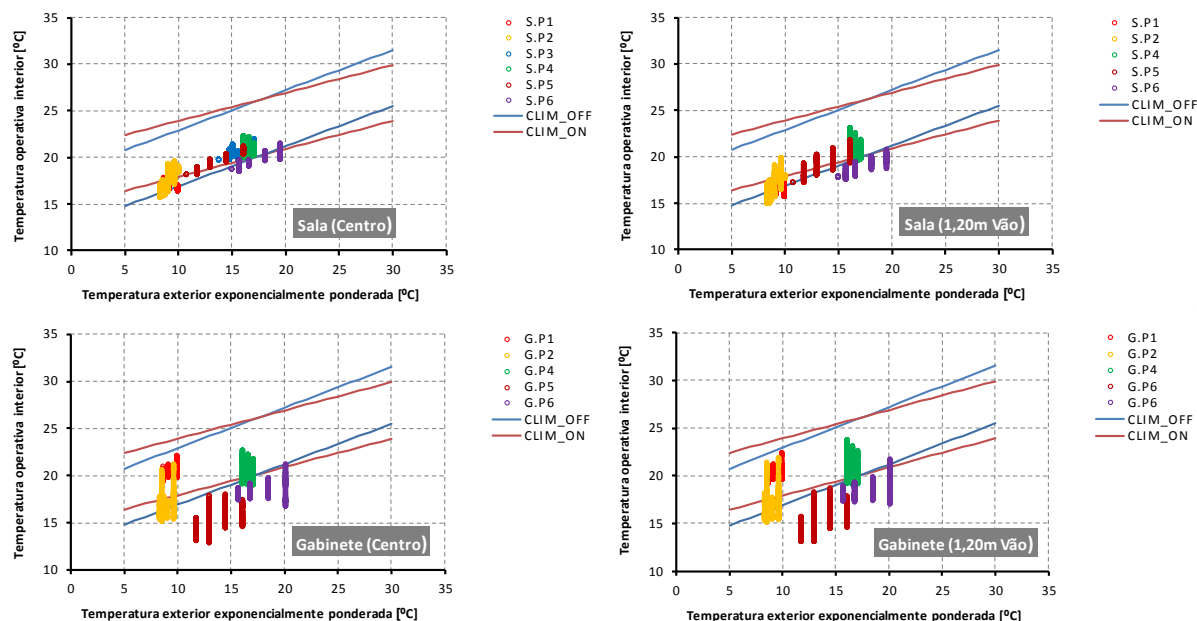 Temperatura operativa interior [ºC]
35
30
25
20
15
10
0 5 10 15 20 25 30 35
Temperatura exterior exponencialmente ponderada [ºC]
Sala (Centro)
S.P1
S.P2
S.P3
S.P4
S.P5
S.P6
CLIM_OFF
CLIM_ON
Temperatura operativa interior [ºC]
35
30
25
20
15
10
0 5 10 15 20 25 30 35
Temperatura exterior exponencialmente ponderada [ºC]
Sala (1,20m Vão)
S.P1
S.P2
S.P4
S.P5
S.P6
CLIM_OFF
CLIM_ON
Temperatura operativa interior [ºC]
35
30
25
20
15
10
0 5 10 15 20 25 30 35
Temperatura exterior exponencialmente ponderada [ºC]
Gabinete (Centro)
G.P1
G.P2
G.P4
G.P5
G.P6
CLIM_OFF
CLIM_ON
Temperatura operativa interior [ºC]
35
30
25
20
15
10
0 5 10 15 20 25 30 35
Temperatura exterior exponencialmente ponderada [ºC]
Gabinete (1,20m Vão)
G.P1
G.P2
G.P4
G.P6
G.P6
CLIM_OFF
CLIM_ON